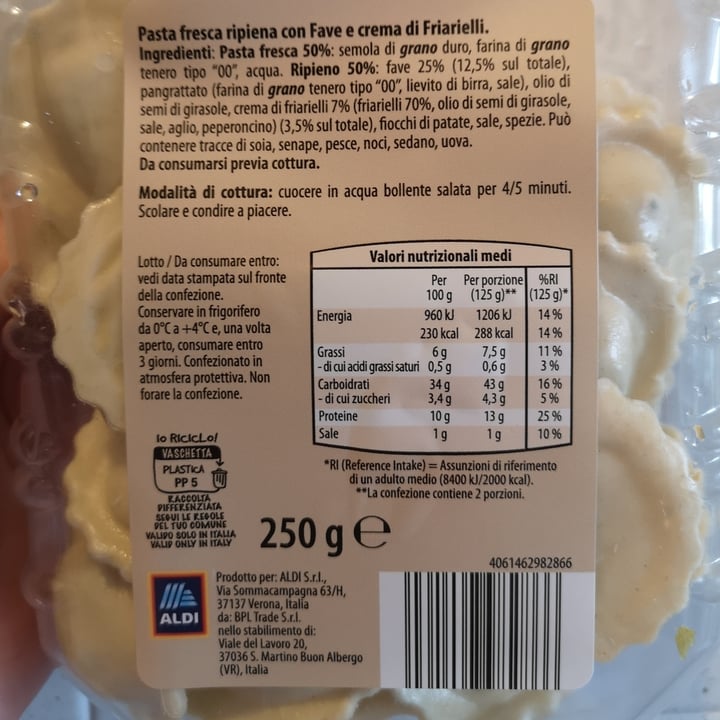 Pasta fresca ripiena con Fave e crema di Friarielli.
Ingredienti: Pasta fresca 50%: semola di grano duro, farina di grano
tenero tipo "00", acqua. Ripieno 50%: fave 25% (12,5% sul totale),
pangrattato (farina di grano tenero tipo "00", lievito di birra, sale), olio di
semi di girasole, crema di friarielli 7% (friarielli 70%, olio di semi di girasole,
sale, aglio, peperoncino) (3,5% sul totale), fiocchi di patate, sale, spezie. Può
contenere tracce di soia, senape, pesce, noci, sedano, uova.
Da consumarsi previa cottura.
Modalità di cottura: cuocere in acqua bollente salata per 4/5 minuti.
Scolare e condire a piacere.
Lotto / Da consumare entro:
vedi data stampata sul fronte
della confezione.
Conservare in frigorifero
da 0°C a +4°C e, una volta
aperto, consumare entro
3 giorni. Confezionato in
atmosfera protettiva. Non
forare la confezione.
Valori nutrizionali medi
Per 100 g Per porzione (125 g)** %RI (125 g)*
Energia 960 kJ 1206 kJ 14 %
230 kcal 288 kcal 14 %
Grassi 6 g 7,5 g 11 %
- di cui acidi grassi saturi 0,5 g 0,6 g 3 %
Carboidrati 34 g 43 g 16 %
- di cui zuccheri 3,4 g 4,3 g 5 %
Proteine 10 g 13 g 25 %
Sale 1 g 1 g 10 %
*RI (Reference Intake) = Assunzioni di riferimento
di un adulto medio (8400 kJ/2000 kcal).
**La confezione contiene 2 porzioni.
Io RICICLO!
VASCHETTA
PLASTICA
PP 5
RACCOLTA
DIFFERENZIATA
SEGUI LE REGOLE
DEL TUO COMUNE
VALIDO SOLO IN ITALIA
VALID ONLY IN ITALY
250 g e
4061462982866
ALDI
Prodotto per: ALDI S.r.l.,
Via Sommacampagna 63/H,
37137 Verona, Italia
da: BPL Trade S.r.l.
nello stabilimento di:
Viale del Lavoro 20,
37036 S. Martino Buon Albergo
(VR), Italia